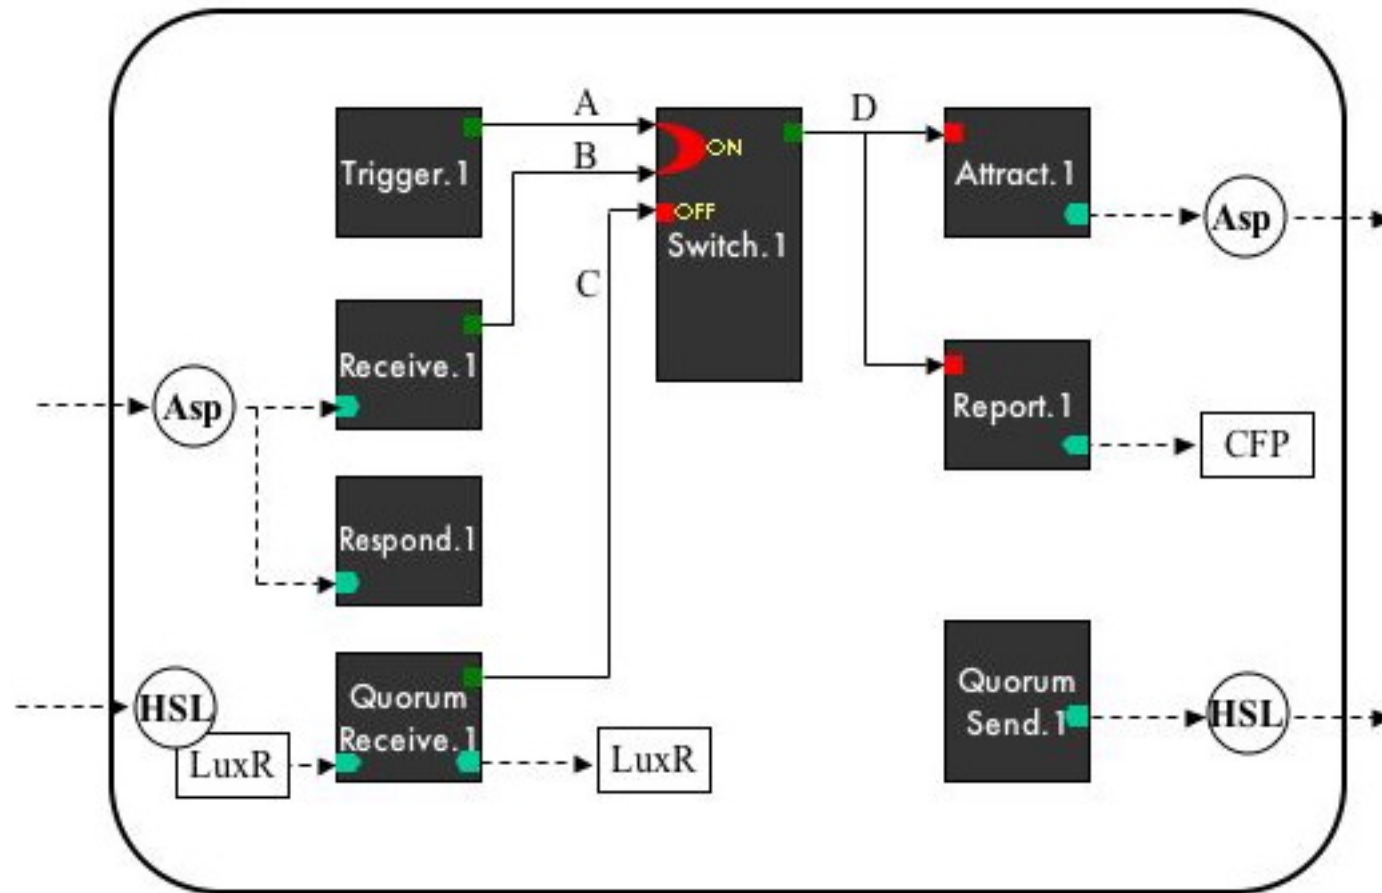 A
D
Trigger.1
B
ON
Attract.1
OFF
Switch.1
Asp
C
Receive.1
Asp
Report.1
CFP
Respond.1
Quorum
Receive.1
HSL
LuxR
LuxR
Quorum
Send.1
HSL